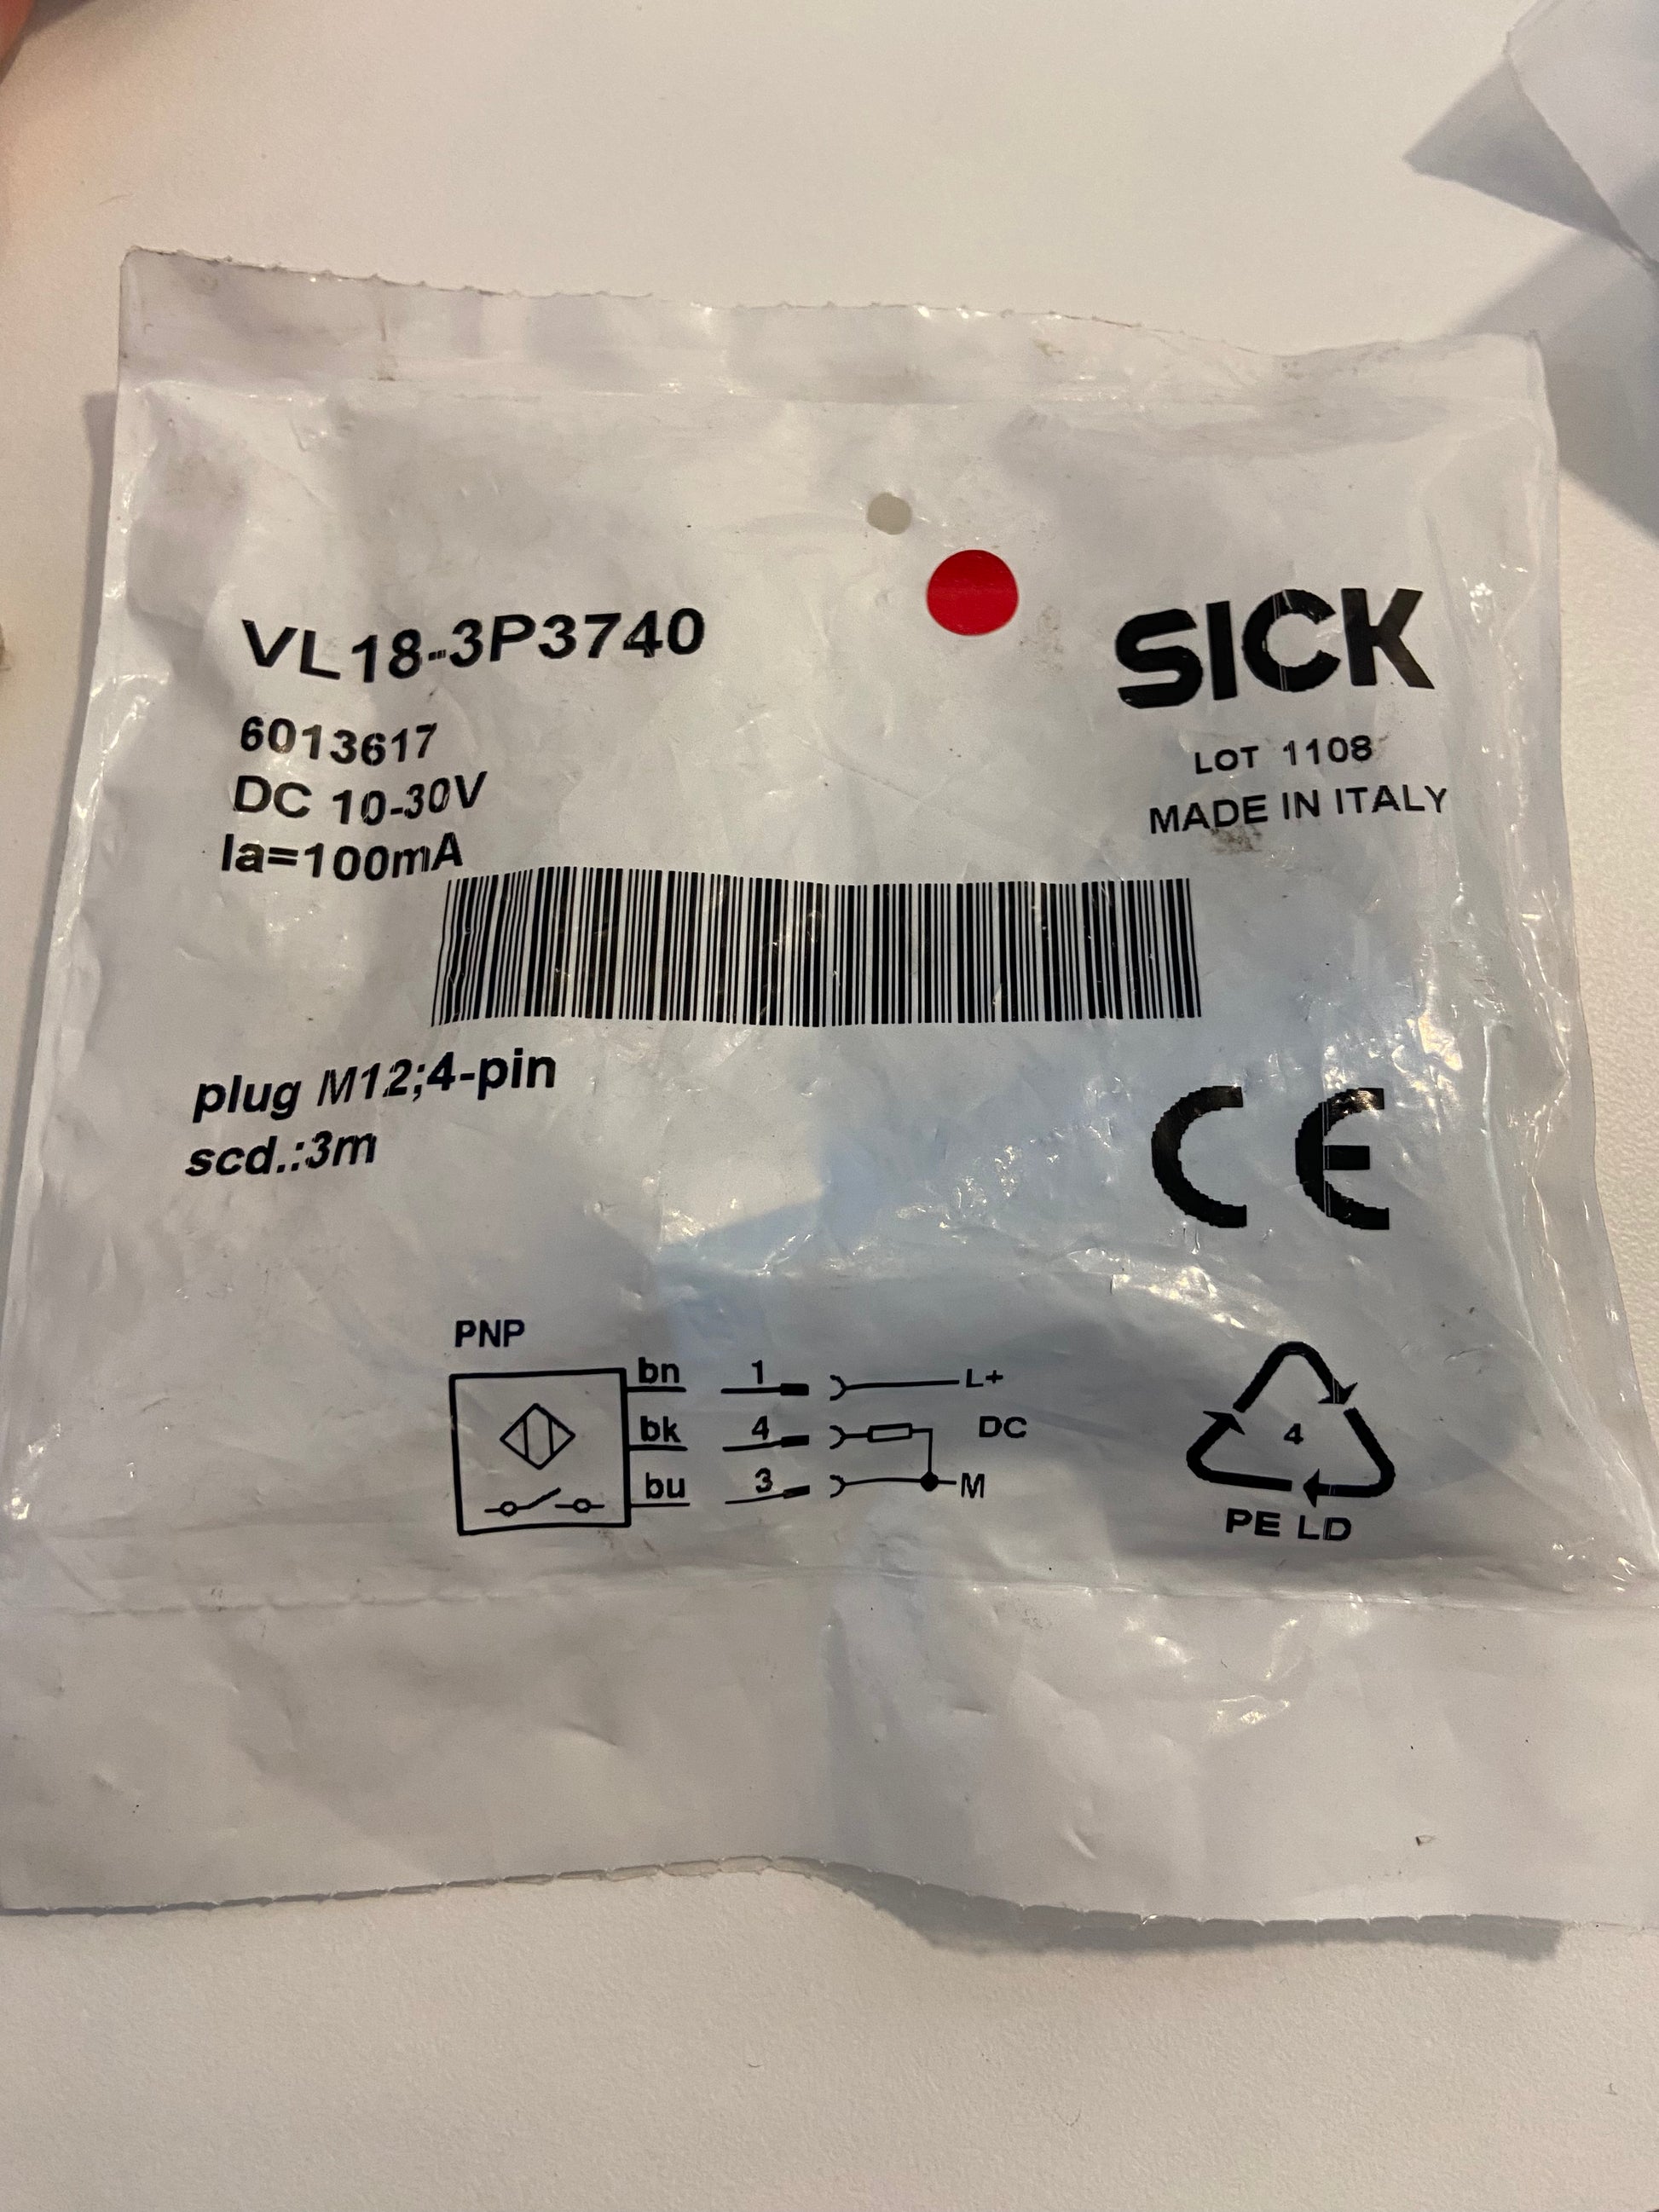 VL18-3P3740
SICK
6013617
LOT 1108
DC 10-30V
MADE IN ITALY
Ia=100mA
plug M12;4-pin
scd.:3m
CE
PNP
bn 1 L+
bk 4 DC
bu 3 M
4
PE LD